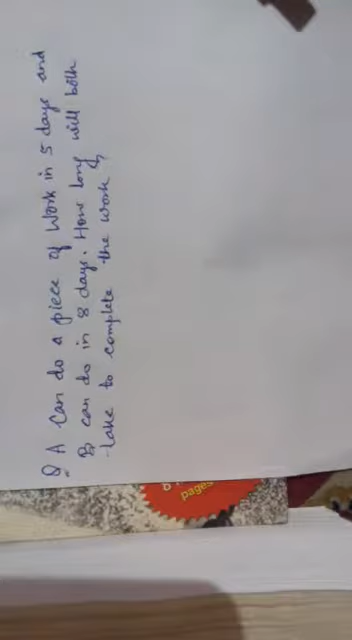 Q A can do a piece of work in 5 days and
B can do in 8 days. How long will both
take to complete the work ?
pages